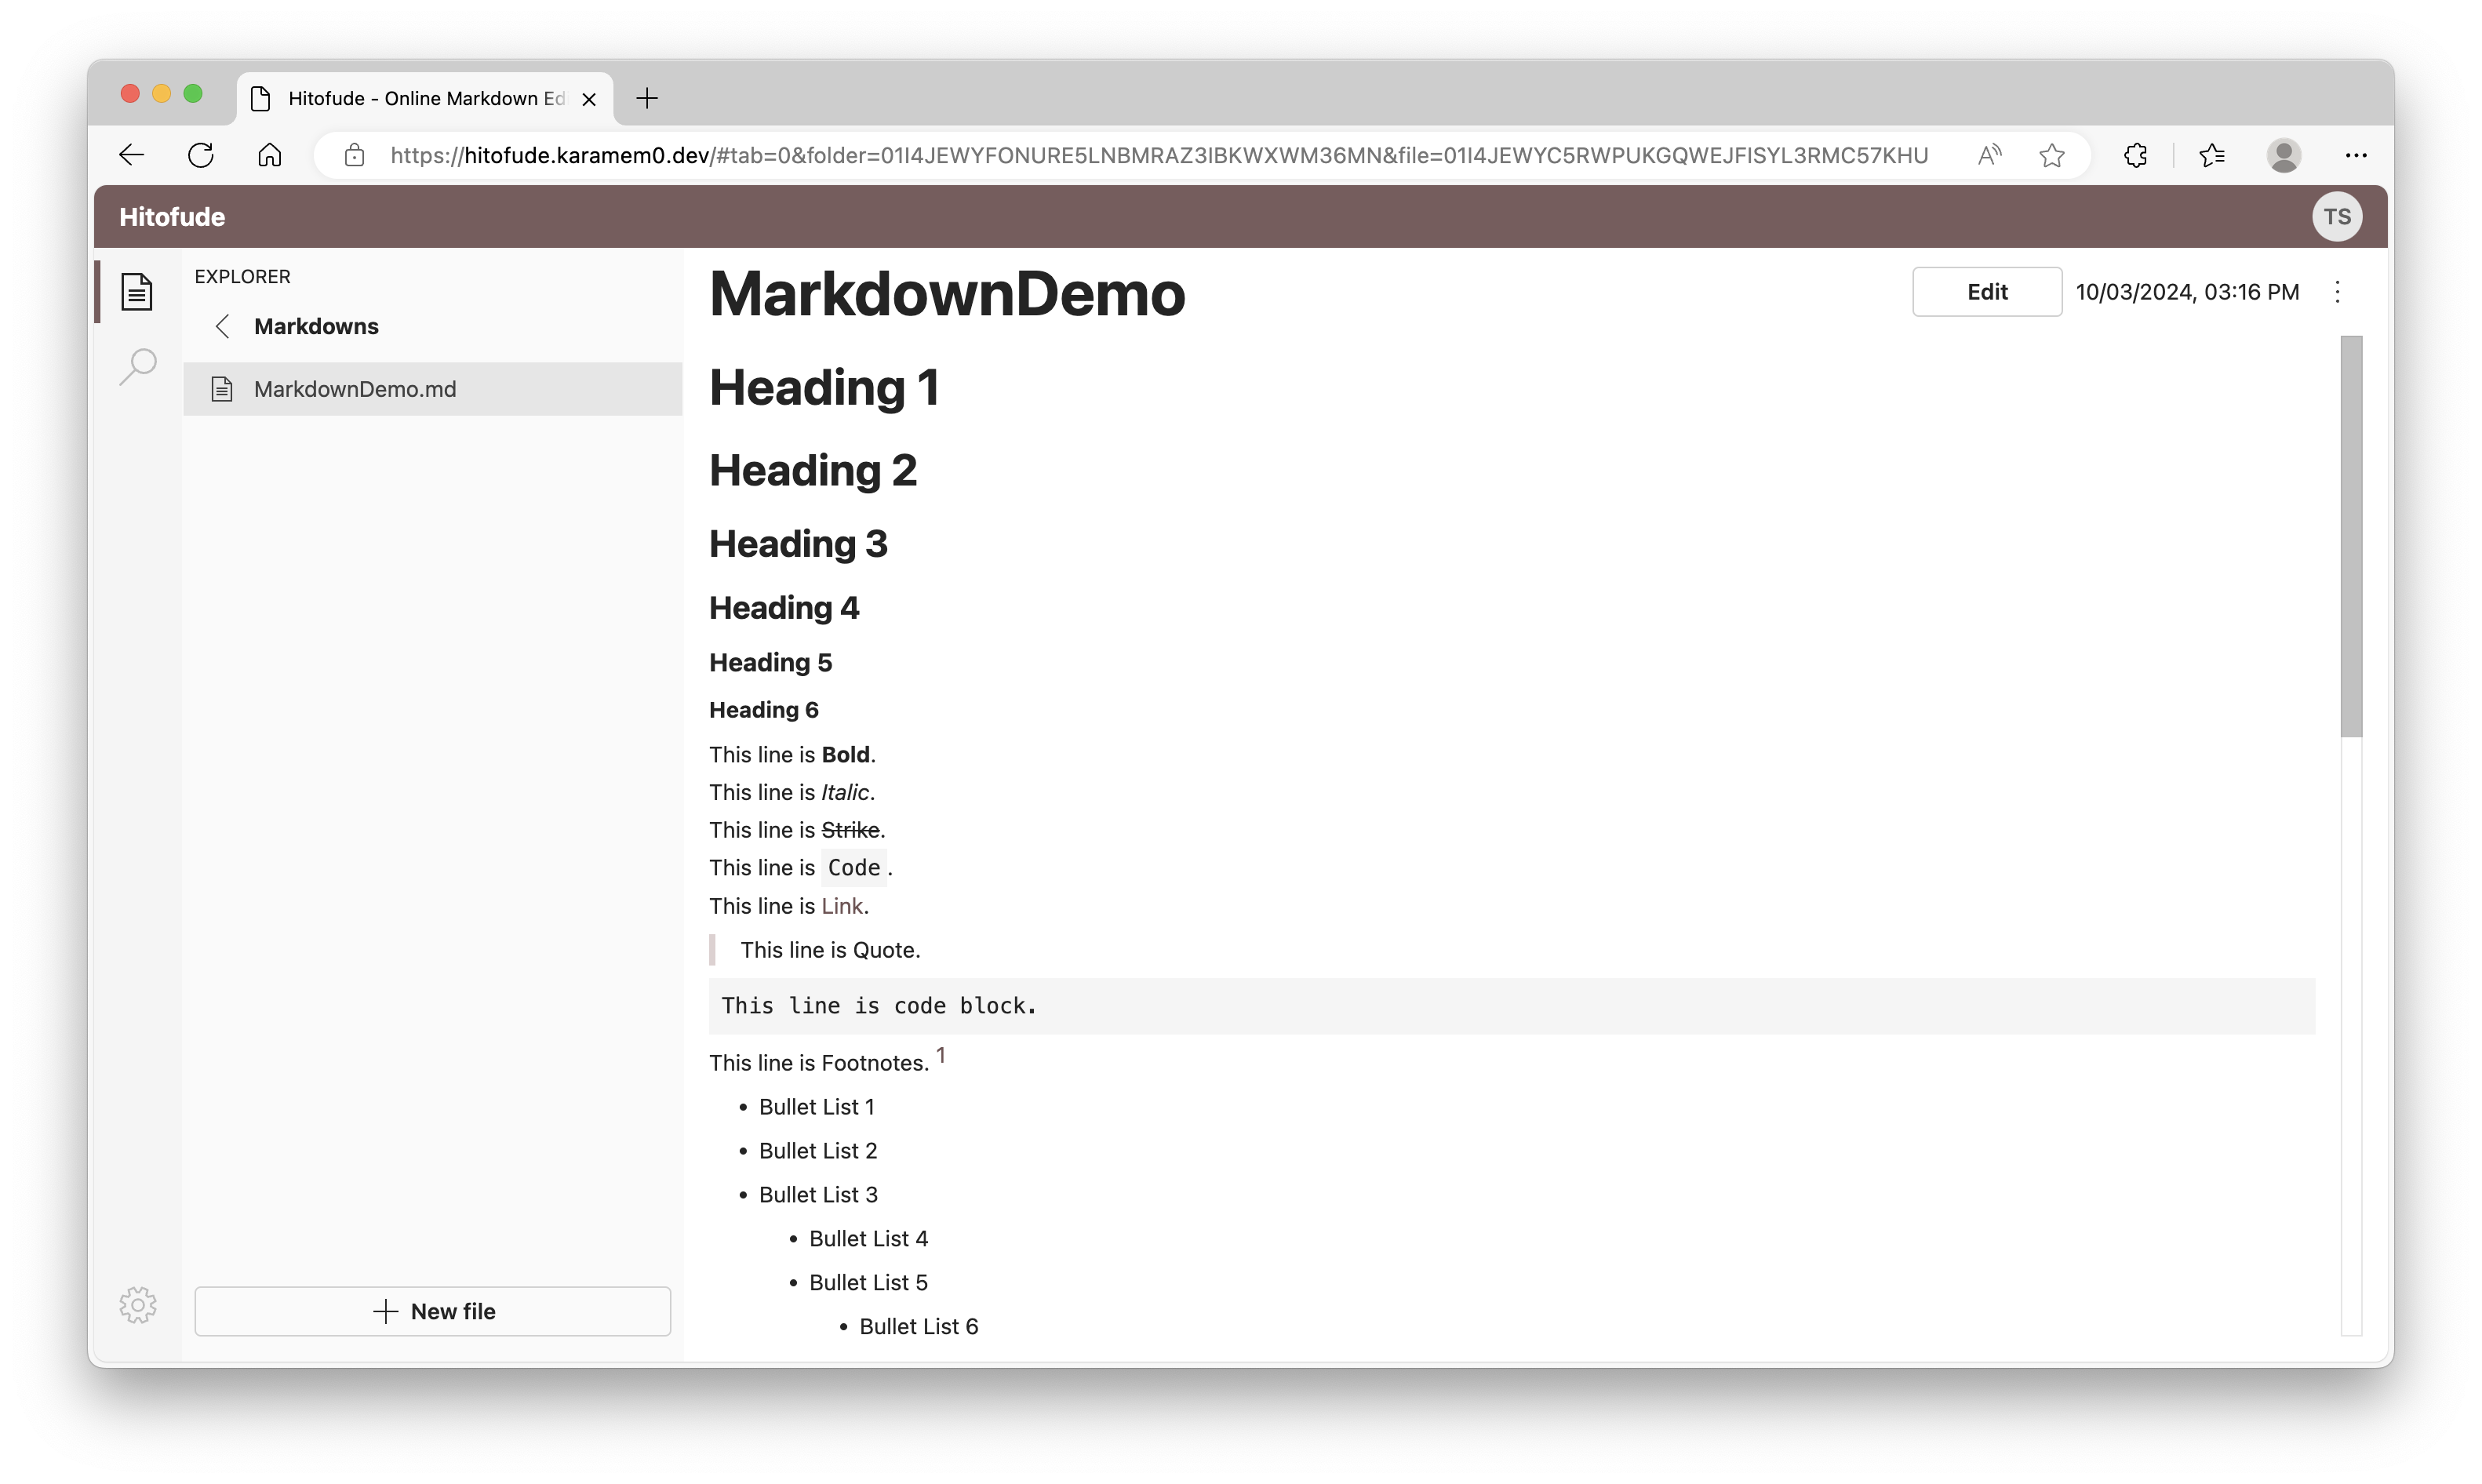 Hitofude - Online Markdown Ed
https://hitofude.karamem0.dev/#tab=0&folder=01I4JEWYFONURE5LNBMRAZ3IBKWXWM36MN&file=01I4JEWYC5RWPUKGQWEJFISYL3RMC57KHU
Hitofude
TS
EXPLORER
Markdowns
MarkdownDemo.md
New file
MarkdownDemo
Edit
10/03/2024, 03:16 PM
Heading 1
Heading 2
Heading 3
Heading 4
Heading 5
Heading 6
This line is Bold.
This line is Italic.
This line is Strike.
This line is Code.
This line is Link.
This line is Quote.
This line is code block.
This line is Footnotes. 1
• Bullet List 1
• Bullet List 2
• Bullet List 3
• Bullet List 4
• Bullet List 5
• Bullet List 6